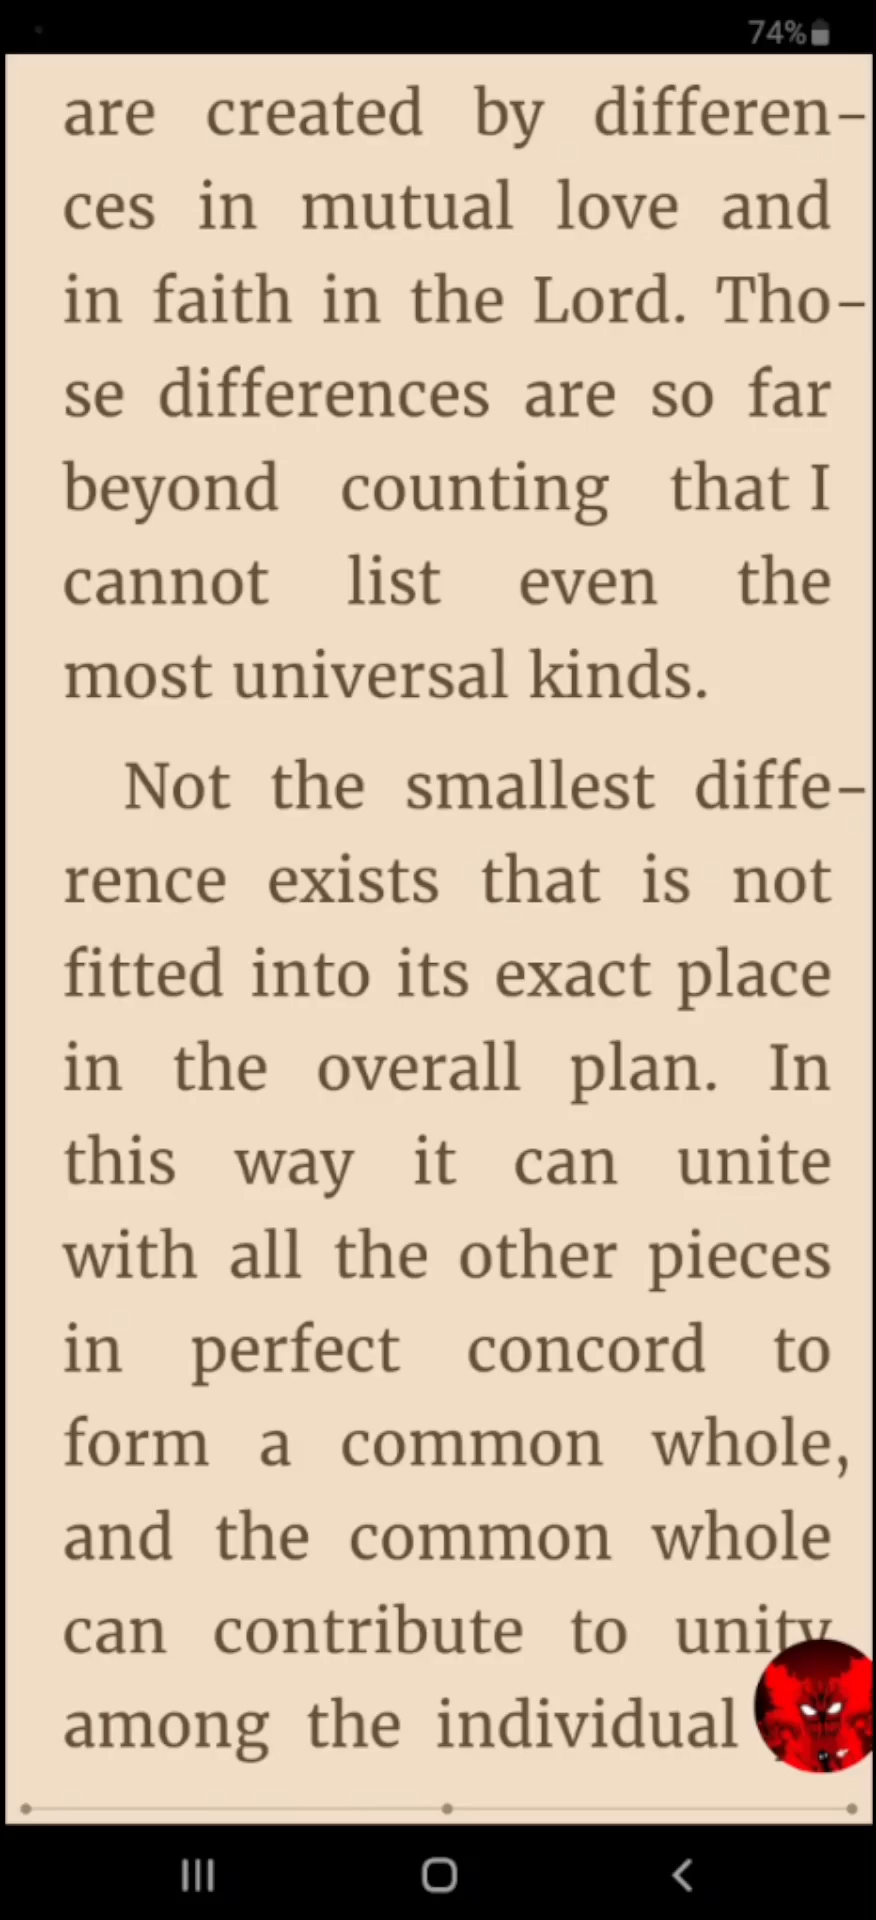 74%
are created by differen-
ces in mutual love and
in faith in the Lord. Tho-
se differences are so far
beyond counting that I
cannot list even the
most universal kinds.
Not the smallest diffe-
rence exists that is not
fitted into its exact place
in the overall plan. In
this way it can unite
with all the other pieces
in perfect concord to
form a common whole,
and the common whole
can contribute to unity
among the individual